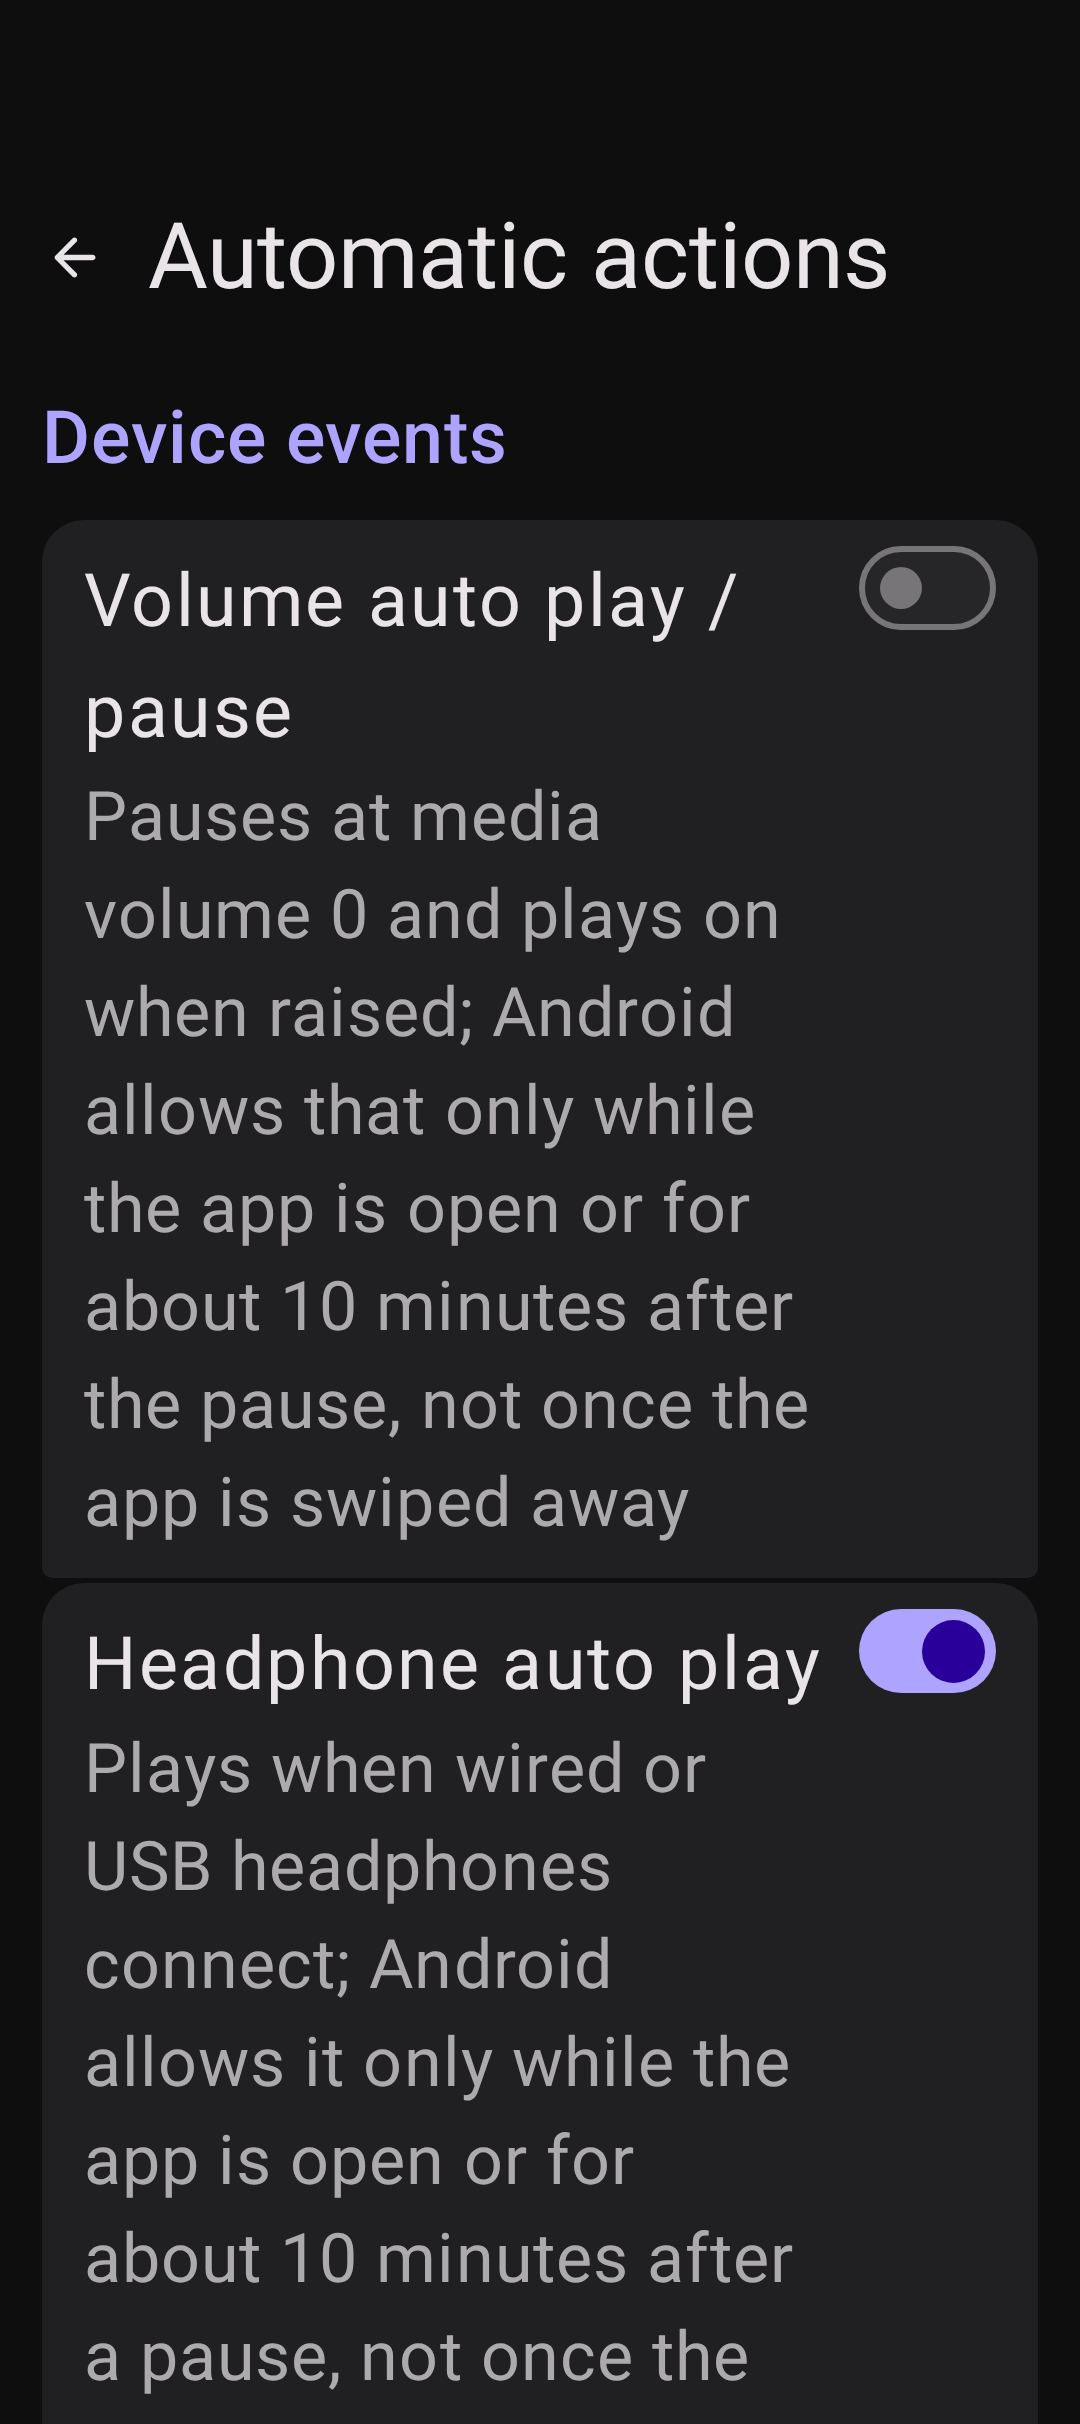 Automatic actions
Device events
Volume auto play /
pause
Pauses at media
volume 0 and plays on
when raised; Android
allows that only while
the app is open or for
about 10 minutes after
the pause, not once the
app is swiped away
Headphone auto play
Plays when wired or
USB headphones
connect; Android
allows it only while the
app is open or for
about 10 minutes after
a pause, not once the